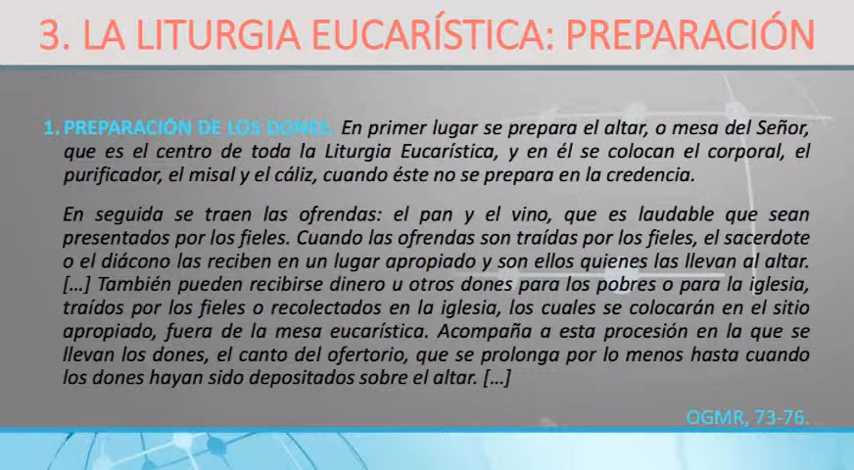 3. LA LITURGIA EUCARÍSTICA: PREPARACIÓN
1. PREPARACIÓN DE LOS DONES. En primer lugar se prepara el altar, o mesa del Señor,
que es el centro de toda la Liturgia Eucarística, y en él se colocan el corporal, el
purificador, el misal y el cáliz, cuando éste no se prepara en la credencia.
En seguida se traen las ofrendas: el pan y el vino, que es laudable que sean
presentados por los fieles. Cuando las ofrendas son traídas por los fieles, el sacerdote
o el diácono las reciben en un lugar apropiado y son ellos quienes las llevan al altar.
[...] También pueden recibirse dinero u otros dones para los pobres o para la iglesia,
traídos por los fieles o recolectados en la iglesia, los cuales se colocarán en el sitio
apropiado, fuera de la mesa eucarística. Acompaña a esta procesión en la que se
llevan los dones, el canto del ofertorio, que se prolonga por lo menos hasta cuando
los dones hayan sido depositados sobre el altar. [...]
OGMR, 73-76.